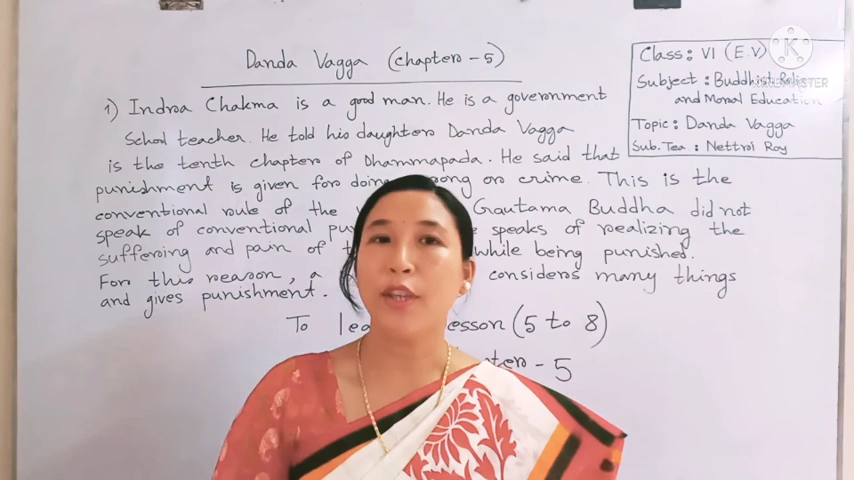 Danda Vagga (chapter - 5)
1) Indra Chakma is a good man. He is a government
School teacher. He told his daughter Danda Vagga
is the tenth chapter of Dhammapada. He said that
punishment is given for doing wrong or crime. This is the
conventional rule of the Gautama Buddha did not
speak of conventional speaks of realizing the
suffering and pain of while being punished.
For this reason, a considers many things
and gives punishment.
To lesson (5 to 8)
- 5
Class: VI (E.V)
Subject: Buddhist
and Moral Education
Topic: Danda Vagga
Sub. Tea: Nettroi Roy
K